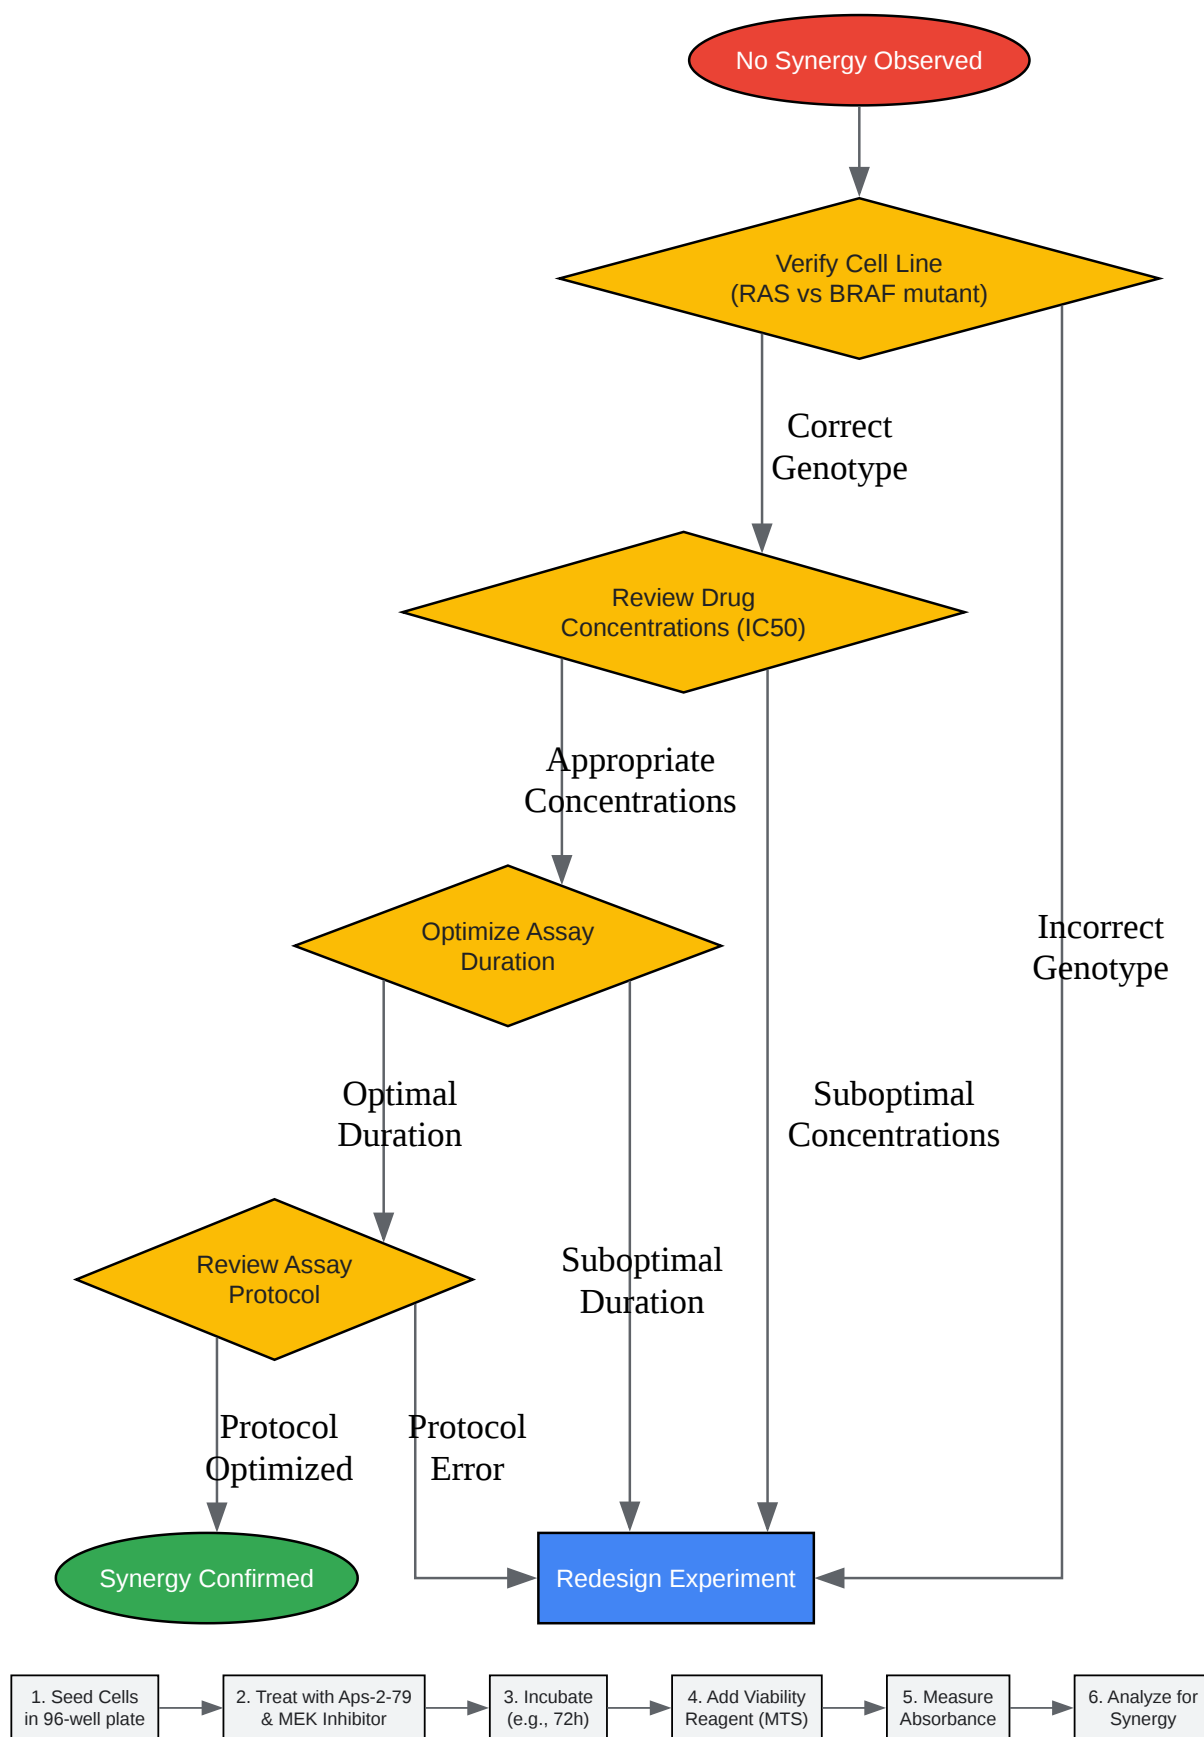 No Synergy Observed
Verify Cell Line
(RAS vs BRAF mutant)
Correct
Genotype
Review Drug
Concentrations (IC50)
Appropriate
Concentrations
Optimize Assay
Duration
Incorrect
Genotype
Optimal
Duration
Suboptimal
Concentrations
Review Assay
Protocol
Suboptimal
Duration
Protocol
Optimized
Protocol
Error
Synergy Confirmed
Redesign Experiment
1. Seed Cells
in 96-well plate
2. Treat with Aps-2-79
& MEK Inhibitor
3. Incubate
(e.g., 72h)
4. Add Viability
Reagent (MTS)
5. Measure
Absorbance
6. Analyze for
Synergy